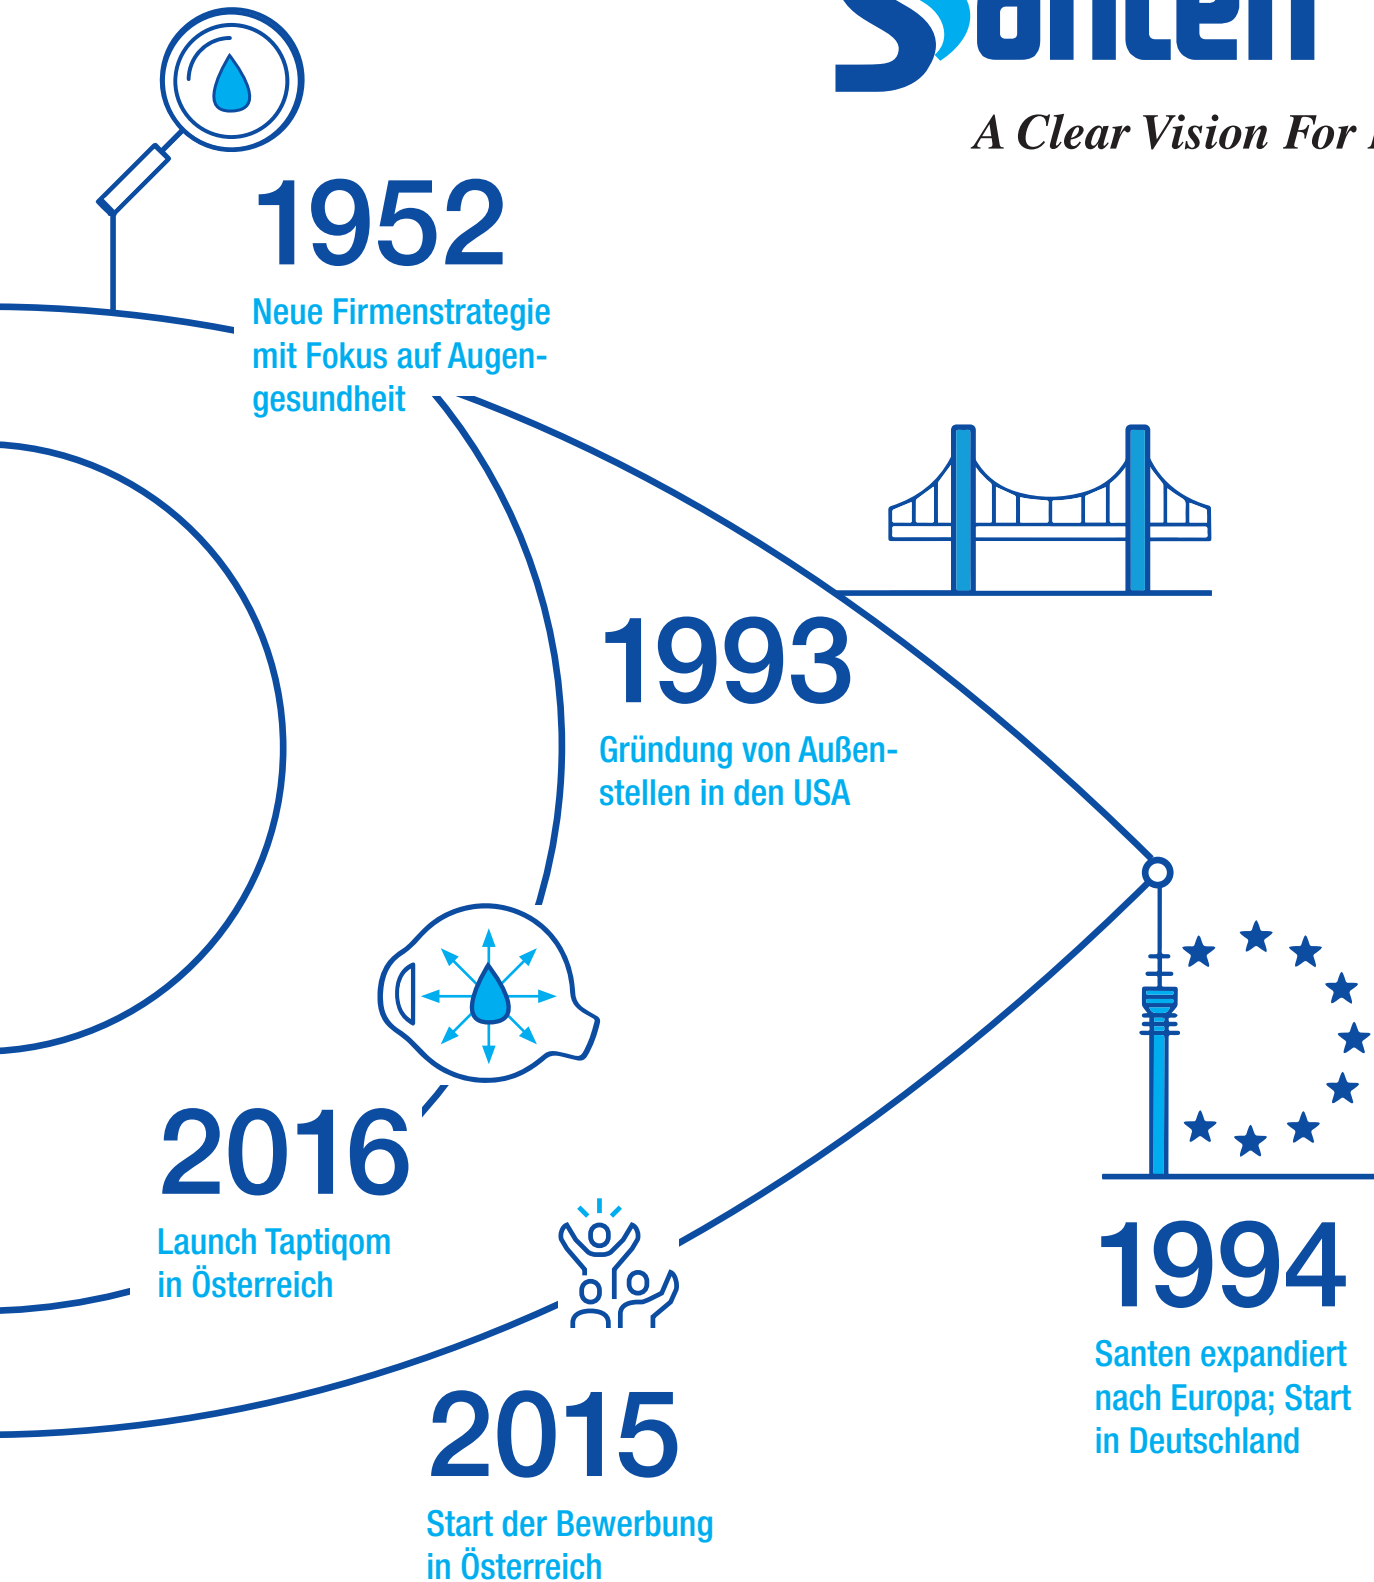 Santen
A Clear Vision For
1952
Neue Firmenstrategie
mit Fokus auf Augen-
gesundheit
1993
Gründung von Außen-
stellen in den USA
2016
Launch Taptiqom
in Österreich
1994
Santen expandiert
nach Europa; Start
in Deutschland
2015
Start der Bewerbung
in Österreich